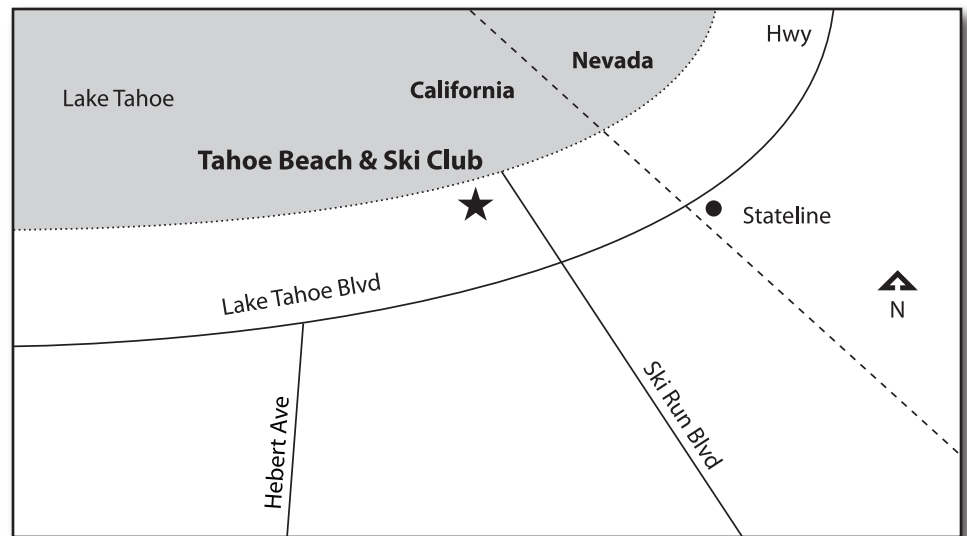 Hwy
Nevada
California
Lake Tahoe
Tahoe Beach & Ski Club
Stateline
Lake Tahoe Blvd
N
Ski Run Blvd
Hebert Ave